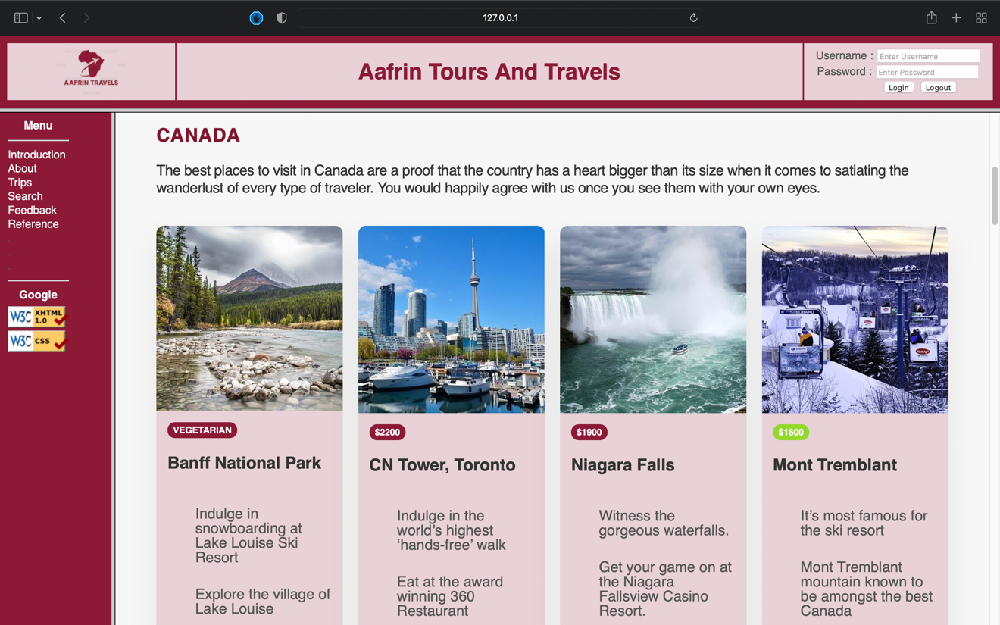 127.0.0.1
AAFRIN TRAVELS
Aafrin Tours And Travels
Username :
Enter Username
Password :
Enter Password
Login
Logout
Menu
Introduction
About
Trips
Search
Feedback
Reference
.
.
.
Google
W3C XHTML 1.0
W3C CSS
CANADA
The best places to visit in Canada are a proof that the country has a heart bigger than its size when it comes to satiating the
wanderlust of every type of traveler. You would happily agree with us once you see them with your own eyes.
VEGETARIAN
Banff National Park
Indulge in
snowboarding at
Lake Louise Ski
Resort
Explore the village of
Lake Louise
$2200
CN Tower, Toronto
Indulge in the
world’s highest
‘hands-free’ walk
Eat at the award
winning 360
Restaurant
$1900
Niagara Falls
Witness the
gorgeous waterfalls.
Get your game on at
the Niagara
Fallsview Casino
Resort.
SUBARU
SUBARU
$1600
Mont Tremblant
It’s most famous for
the ski resort
Mont Tremblant
mountain known to
be amongst the best
Canada